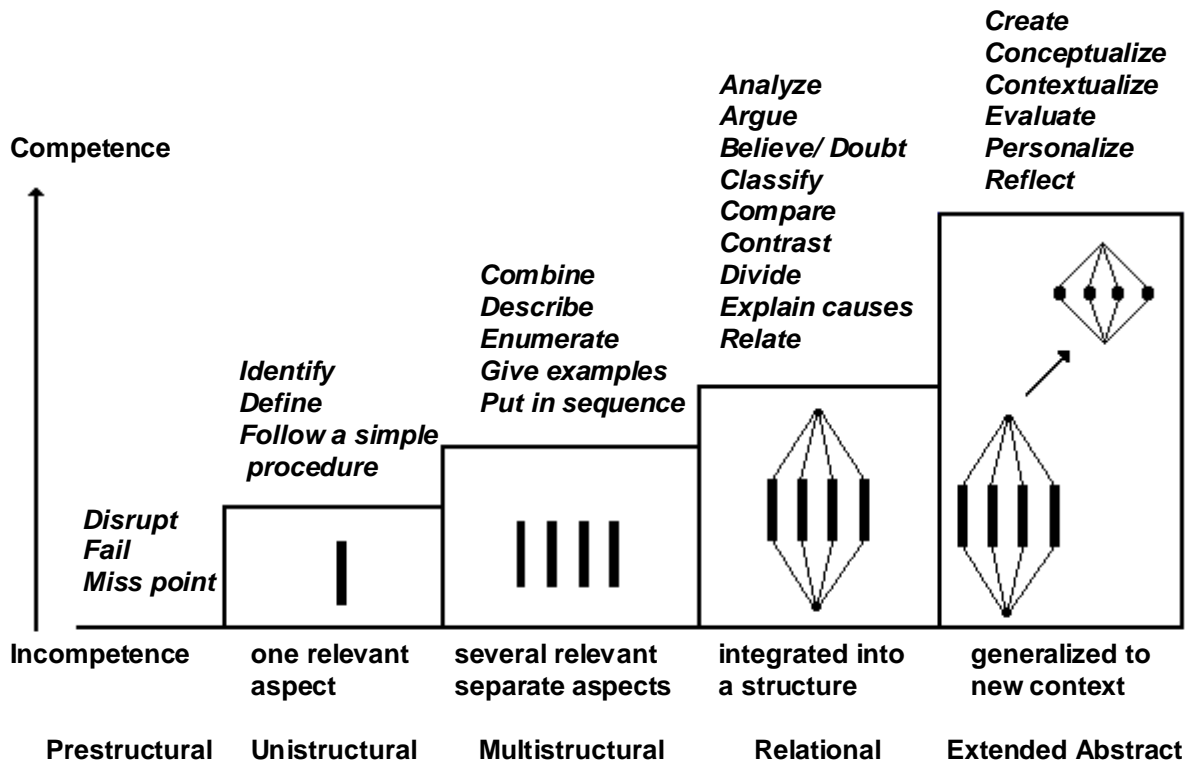 Create
Conceptualize
Contextualize
Evaluate
Personalize
Reflect
Analyze
Argue
Believe/ Doubt
Classify
Compare
Contrast
Divide
Explain causes
Relate
Competence
Combine
Describe
Enumerate
Give examples
Put in sequence
Identify
Define
Follow a simple
procedure
Disrupt
Fail
Miss point
Incompetence
one relevant
aspect
several relevant
separate aspects
integrated into
a structure
generalized to
new context
Prestructural
Unistructural
Multistructural
Relational
Extended Abstract